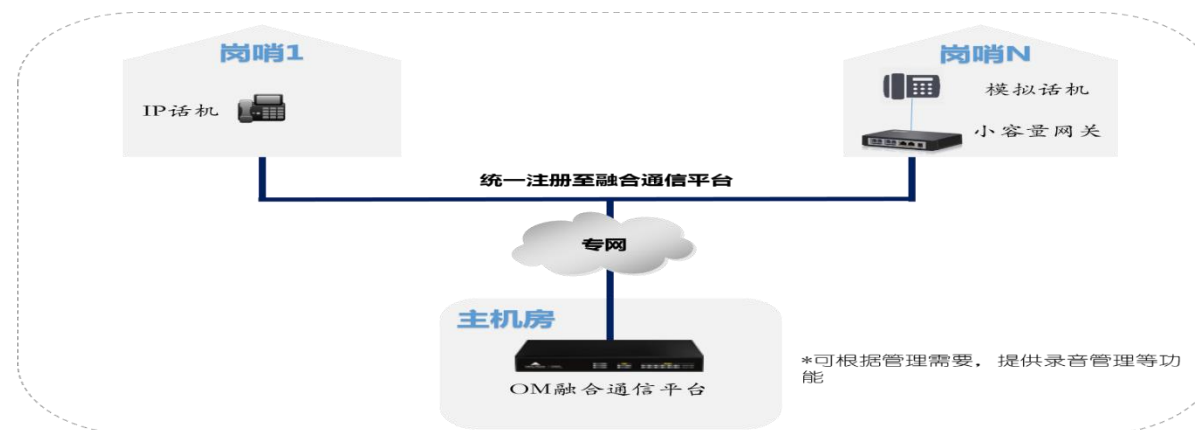 岗哨1
岗哨N
IP话机
模拟话机
小容量网关
统一注册至融合通信平台
专网
主机房
OM融合通信平台
*可根据管理需要，提供录音管理等功
能